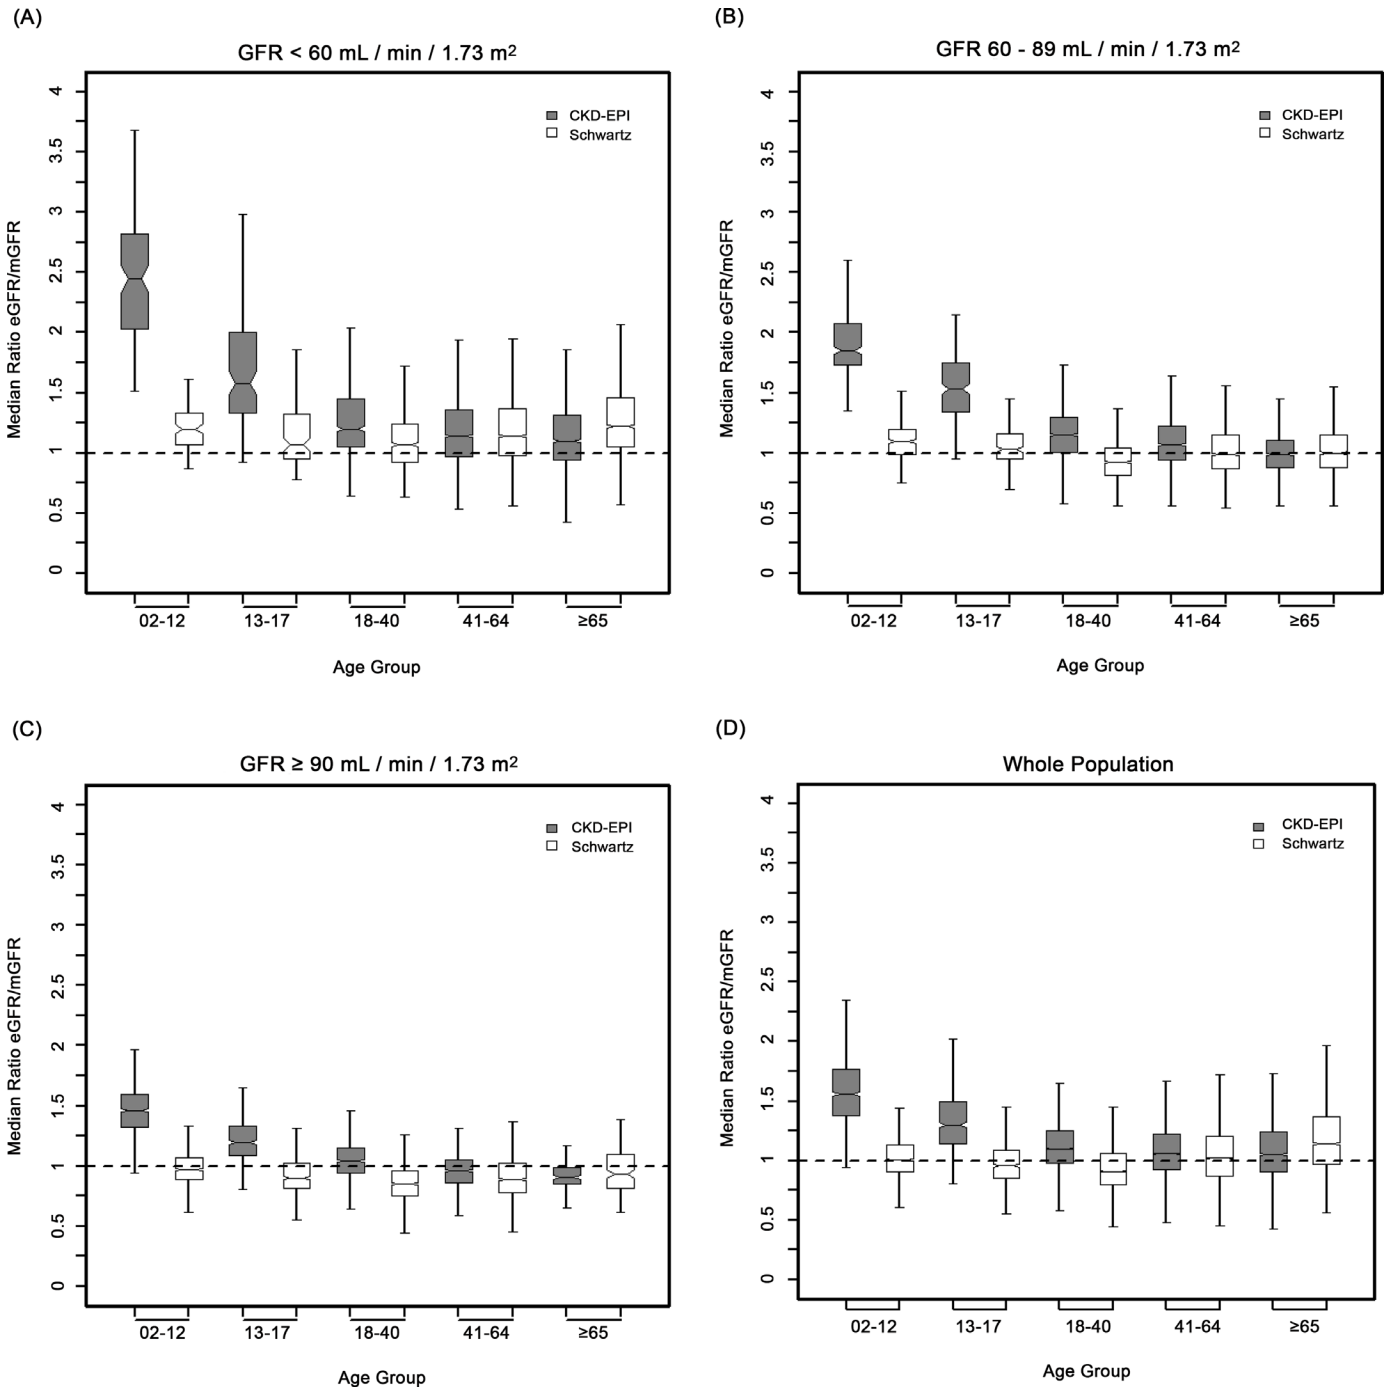 (A)
GFR < 60 mL / min / 1.73 m²
Median Ratio eGFR/mGFR
4
3.5
3
2.5
2
1.5
1
0.5
0
CKD-EPI
Schwartz
02-12 13-17 18-40 41-64 ≥65
Age Group
(B)
GFR 60 - 89 mL / min / 1.73 m²
Median Ratio eGFR/mGFR
4
3.5
3
2.5
2
1.5
1
0.5
0
CKD-EPI
Schwartz
02-12 13-17 18-40 41-64 ≥65
Age Group
(C)
GFR ≥ 90 mL / min / 1.73 m²
Median Ratio eGFR/mGFR
4
3.5
3
2.5
2
1.5
1
0.5
0
CKD-EPI
Schwartz
02-12 13-17 18-40 41-64 ≥65
Age Group
(D)
Whole Population
Median Ratio eGFR/mGFR
4
3.5
3
2.5
2
1.5
1
0.5
0
CKD-EPI
Schwartz
02-12 13-17 18-40 41-64 ≥65
Age Group